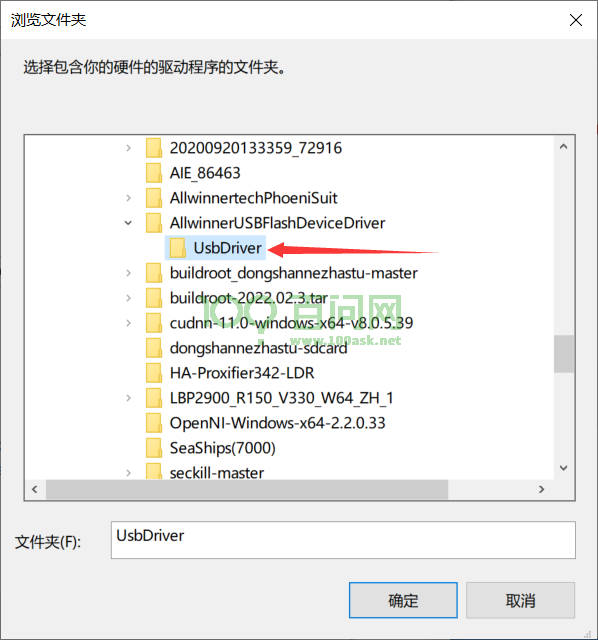 浏览文件夹
选择包含你的硬件的驱动程序的文件夹。
20200920133359_72916
AIE_86463
AllwinnertechPhoeniSuit
AllwinnerUSBFlashDeviceDriver
UsbDriver
buildroot_dongshannezhastu-master
buildroot-2022.02.3.tar
cudnn-11.0-windows-x64-v8.0.5.39
dongshannezhastu-sdcard
HA-Proxifier342-LDR
LBP2900_R150_V330_W64_ZH_1
OpenNI-Windows-x64-2.2.0.33
SeaShips(7000)
seckill-master
百问网
www.100ask.net
文件夹(F):
UsbDriver
确定
取消